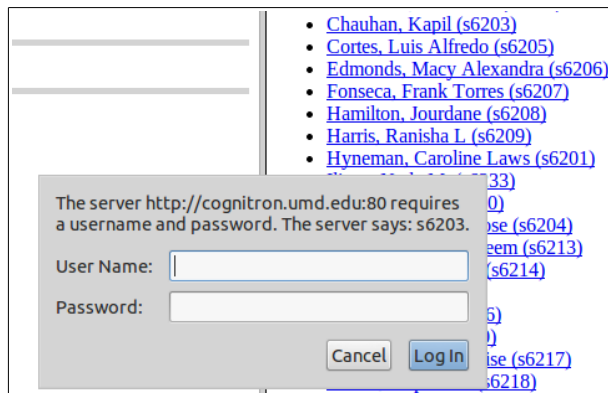 Chauhan, Kapil (s6203)
Cortes, Luis Alfredo (s6205)
Edmonds, Macy Alexandra (s6206)
Fonseca, Frank Torres (s6207)
Hamilton, Jourdane (s6208)
Harris, Ranisha L (s6209)
Hyneman, Caroline Laws (s6201)
The server http://cognitron.umd.edu:80 requires
a username and password. The server says: s6203.
User Name:
Password:
Cancel
Log In
(s6204)
(s6213)
(s6214)
(s6217)
s6218)